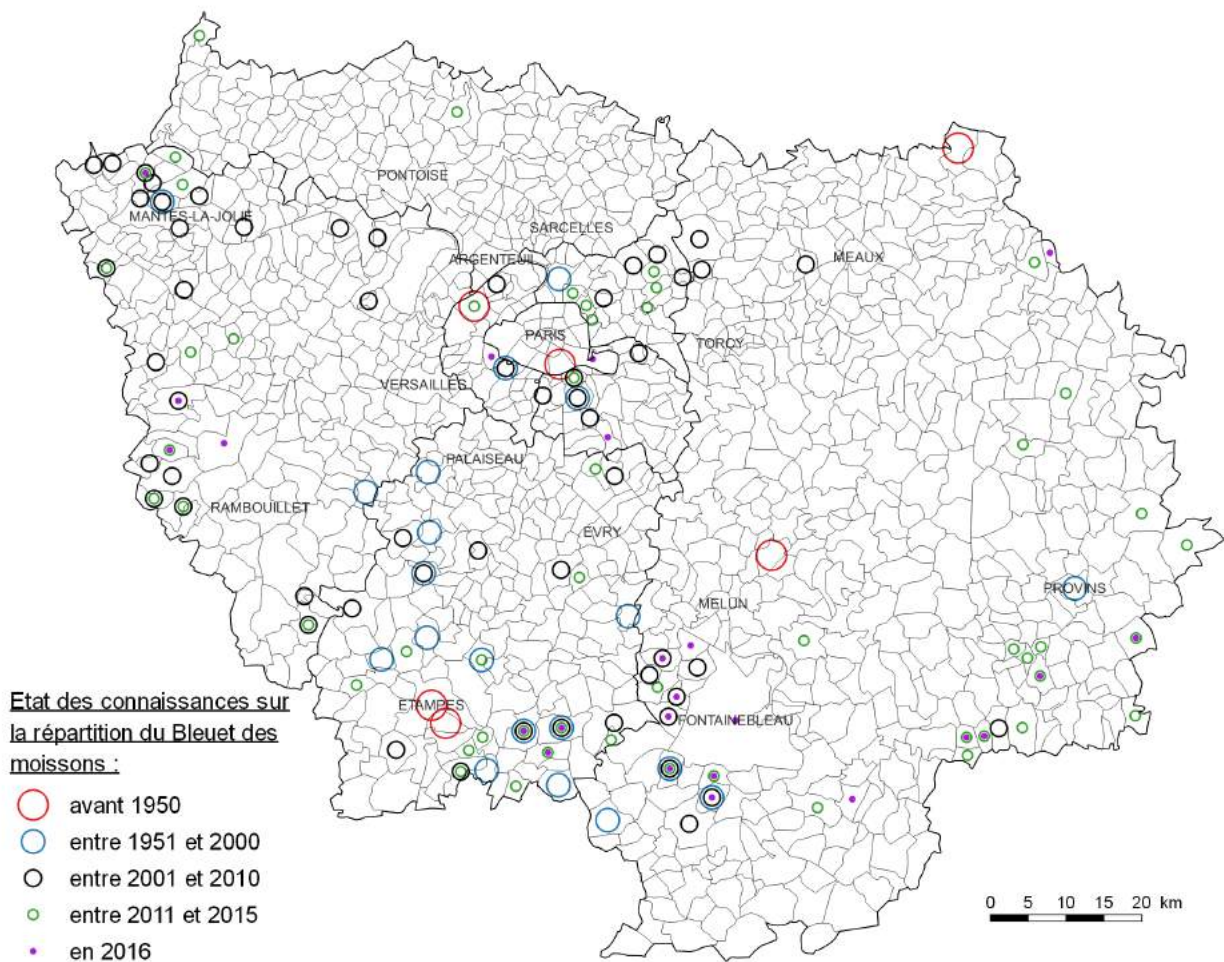 PONTOISE
MANTES-LA-JOLIE
SARCELLES
ARGENTEUIL
MEAUX
PARIS
TORCY
VERSAILLES
PALAISEAU
RAMBOUILLET
EVRY
MELUN
PROVINS
ETAMPES
FONTAINEBLEAU
Etat des connaissances sur
la répartition du Bleuet des
moissons :
avant 1950
entre 1951 et 2000
entre 2001 et 2010
entre 2011 et 2015
en 2016
0 5 10 15 20 km